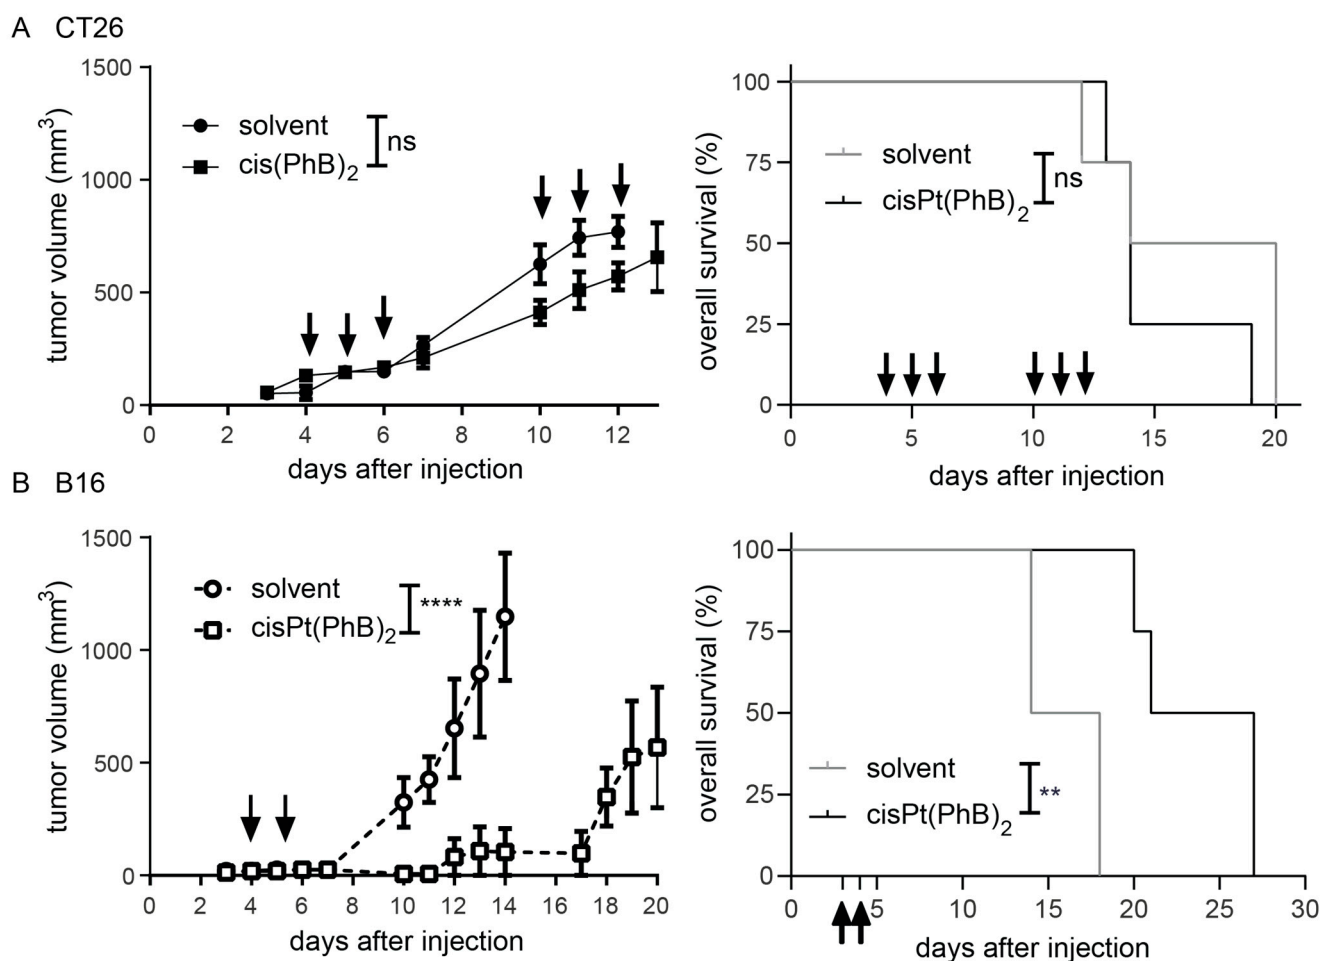 A CT26
1500
1000
500
0
tumor volume (mm3)
solvent
cis(PhB)2
ns
0 2 4 6 8 10 12
days after injection
100
75
50
25
0
overall survival (%)
solvent
cisPt(PhB)2
ns
0 5 10 15 20
days after injection
B B16
1500
1000
500
0
tumor volume (mm3)
solvent
cisPt(PhB)2
****
0 2 4 6 8 10 12 14 16 18 20
days after injection
100
75
50
25
0
overall survival (%)
solvent
cisPt(PhB)2
**
0 5 10 15 20 25 30
days after injection